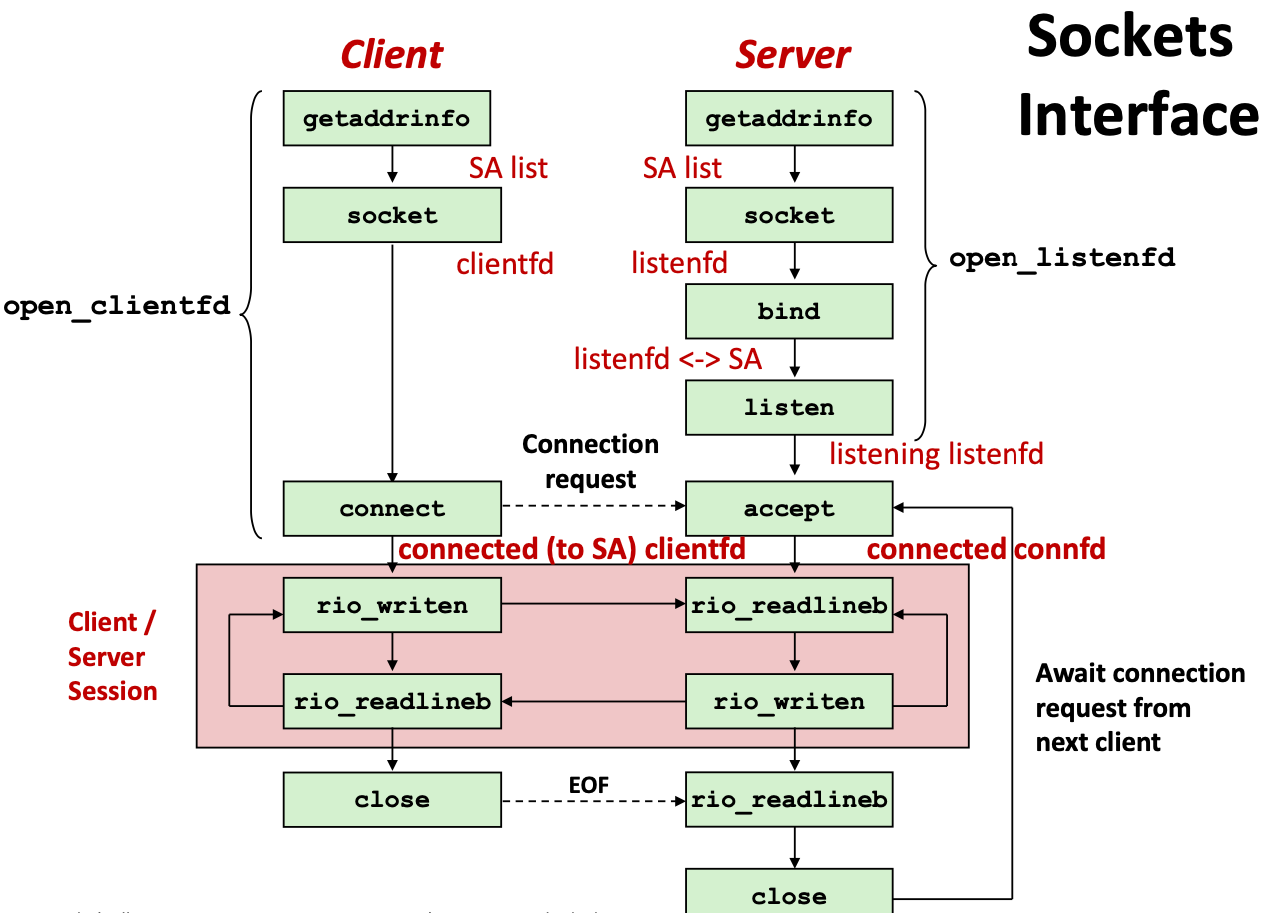 Sockets
Interface
Client
Server
getaddrinfo
getaddrinfo
SA list
SA list
socket
socket
clientfd
listenfd
open_listenfd
open_clientfd
bind
listenfd <-> SA
listen
Connection
request
listening listenfd
connect
accept
connected (to SA) clientfd
connected connfd
Client /
Server
Session
rio_writen
rio_readlineb
rio_readlineb
rio_writen
Await connection
request from
next client
close
EOF
rio_readlineb
close